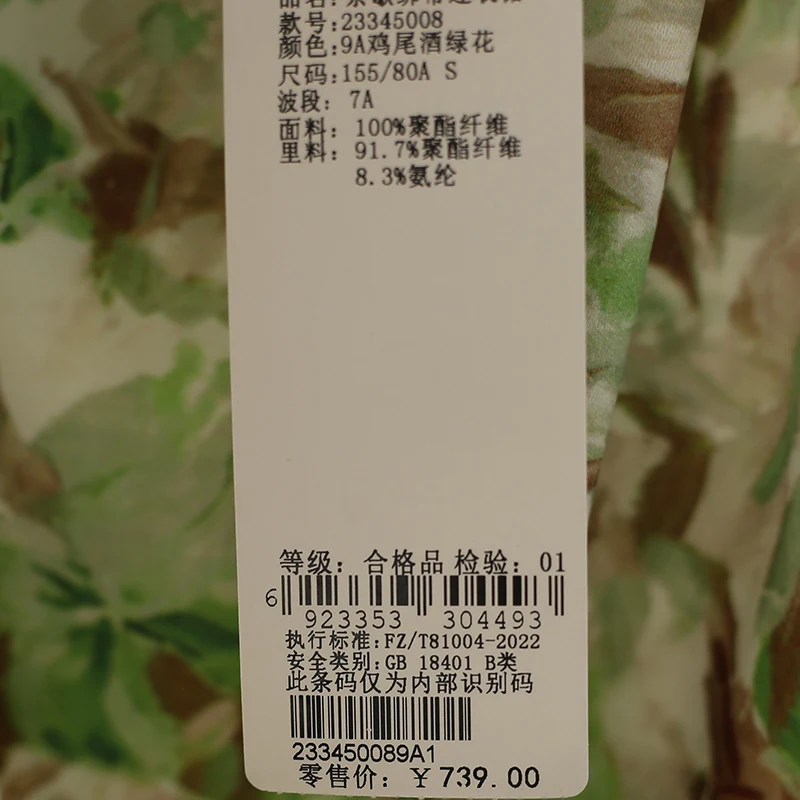 款号:23345008
颜色:9A鸡尾酒绿花
尺码:155/80A S
波段: 7A
面料: 100%聚酯纤维
里料: 91.7%聚酯纤维
8.3%氨纶
等级: 合格品 检验: 01
6 923353 304493
执行标准:FZ/T81004-2022
安全类别:GB 18401 B类
此条码仅为内部识别码
233450089A1
零售价: ¥739.00